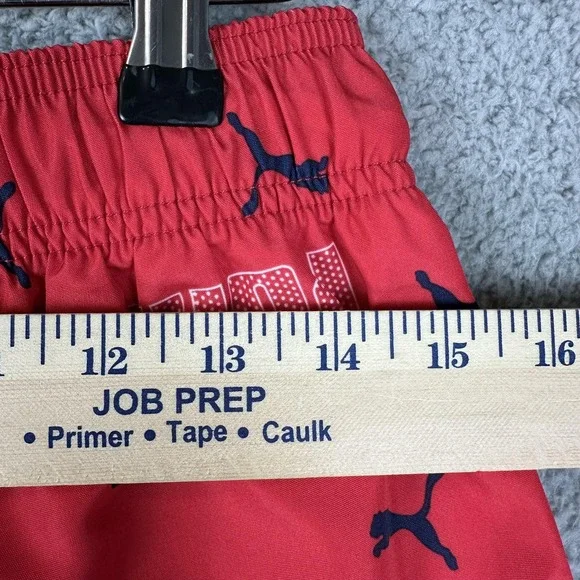 12 13 14 15 16
JOB PREP
• Primer • Tape • Caulk